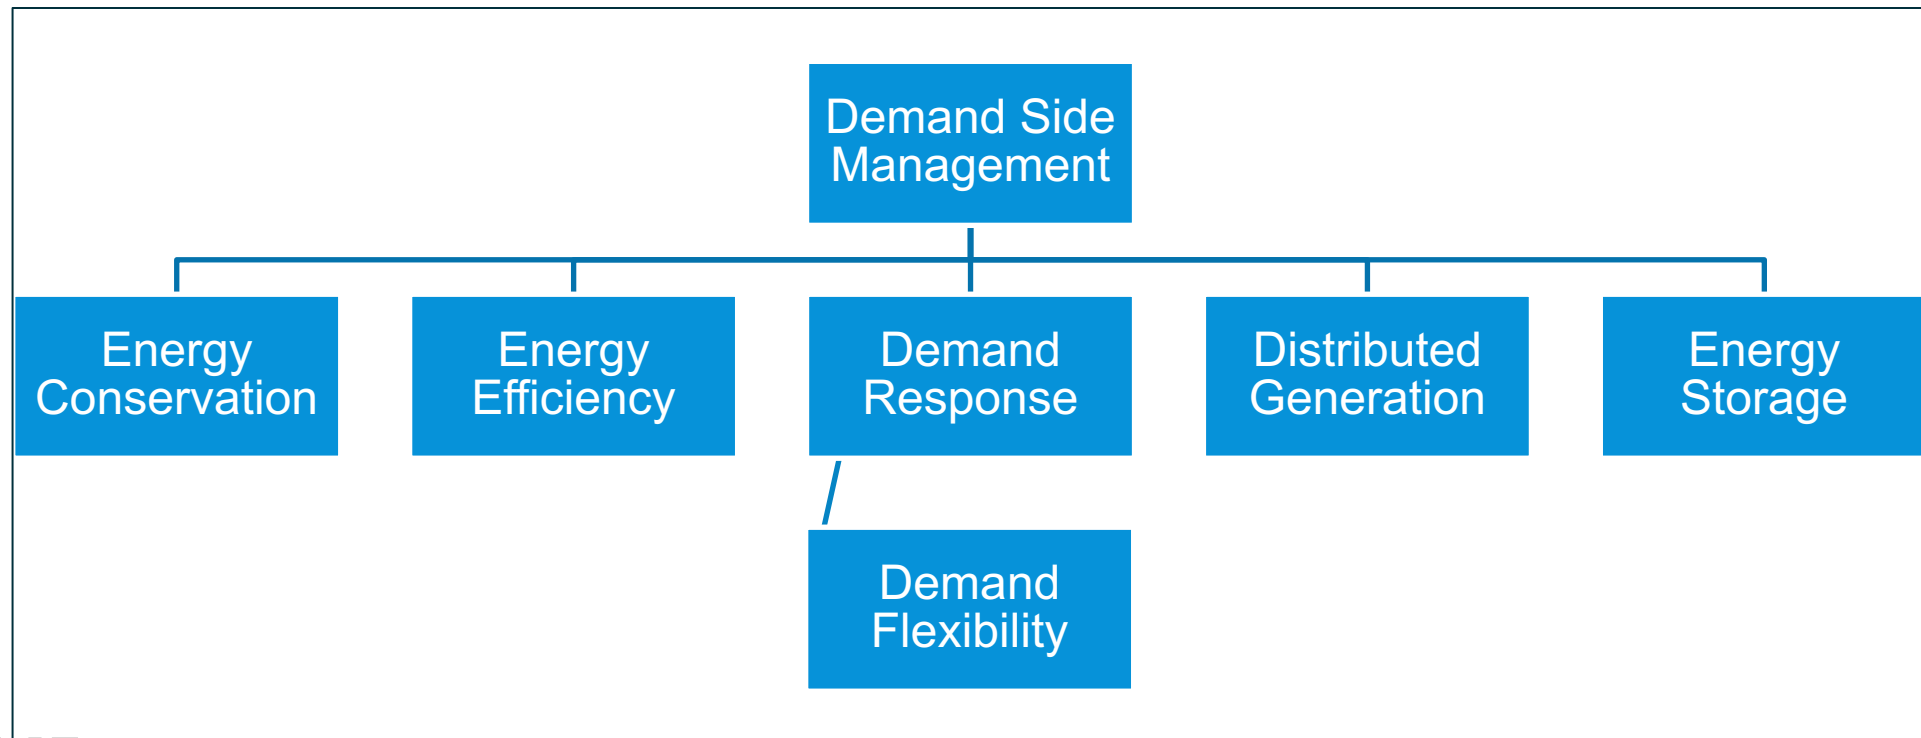 Demand Side
Management
Energy
Conservation
Energy
Efficiency
Demand
Response
Distributed
Generation
Energy
Storage
Demand
Flexibility